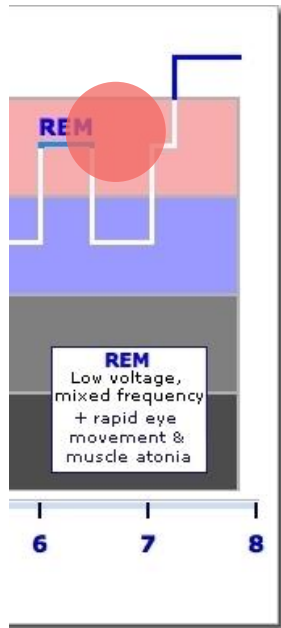 REM
REM
Low voltage,
mixed frequency
+ rapid eye
movement &
muscle atonia
6 7 8